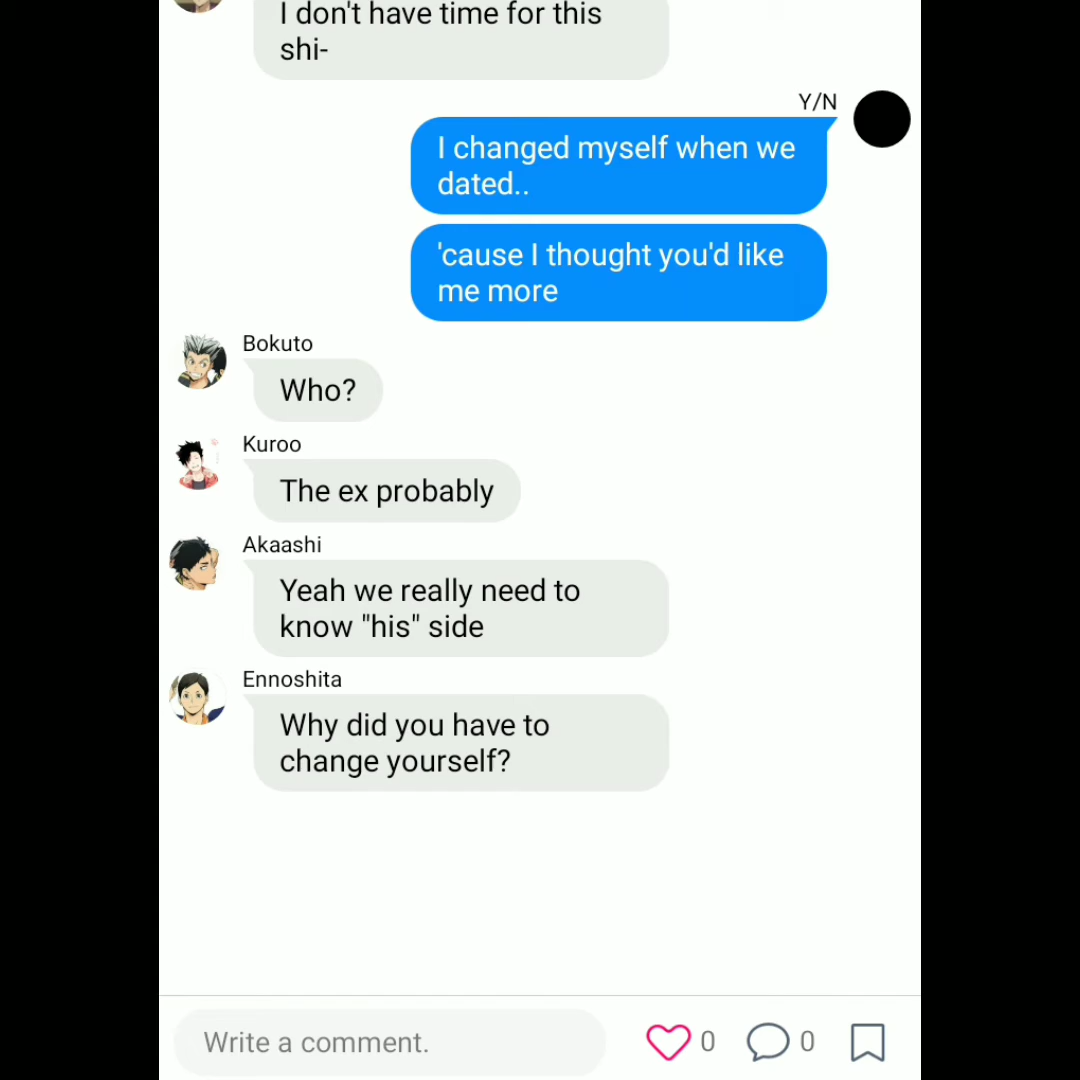 I don't have time for this
shi-
Y/N
I changed myself when we
dated..
'cause I thought you'd like
me more
Bokuto
Who?
Kuroo
The ex probably
Akaashi
Yeah we really need to
know "his" side
Ennoshita
Why did you have to
change yourself?
Write a comment.
0
0